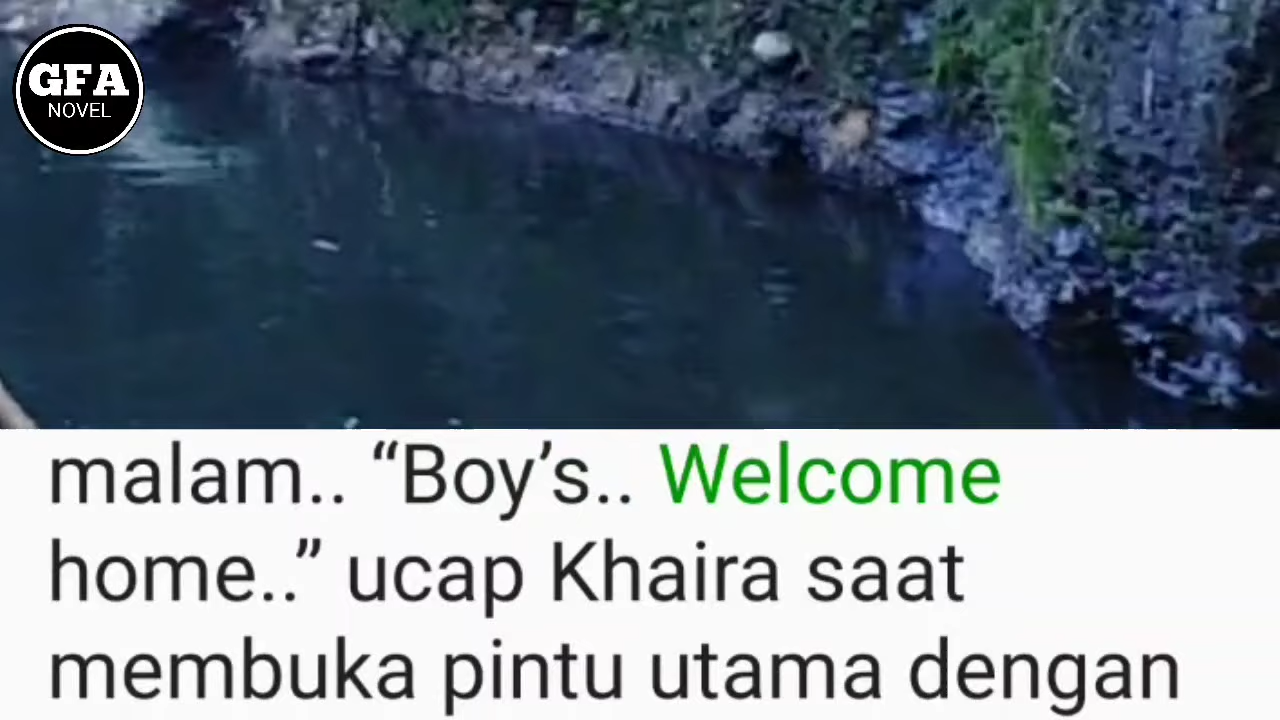 GFA
NOVEL
malam.. “Boy’s.. Welcome
home..” ucap Khaira saat
membuka pintu utama dengan